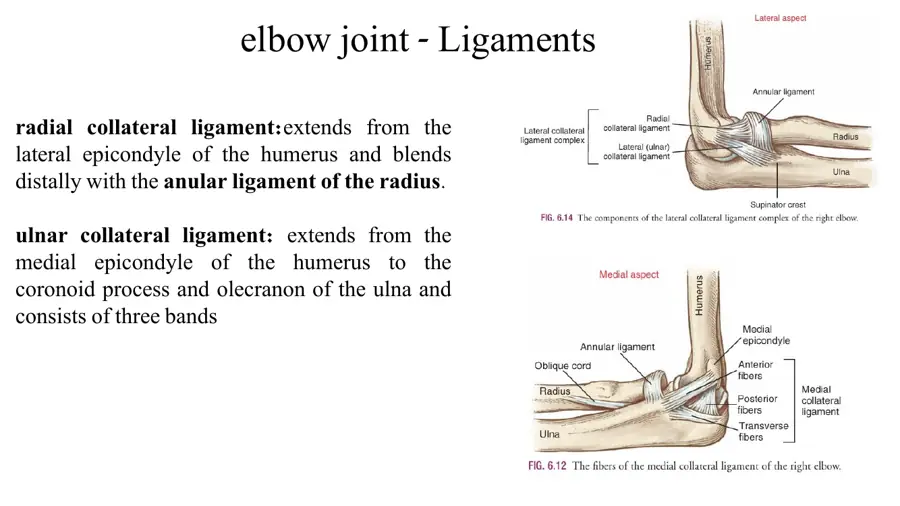 elbow joint - Ligaments
radial collateral ligament:extends from the
lateral epicondyle of the humerus and blends
distally with the anular ligament of the radius.
ulnar collateral ligament: extends from the
medial epicondyle of the humerus to the
coronoid process and olecranon of the ulna and
consists of three bands
Lateral aspect
Humerus
Annular ligament
Radial
collateral ligament
Lateral collateral
ligament complex
Lateral (ulnar)
collateral ligament
Radius
Ulna
Supinator crest
FIG. 6.14 The components of the lateral collateral ligament complex of the right elbow.
Medial aspect
Humerus
Medial
epicondyle
Annular ligament
Oblique cord
Anterior
fibers
Radius
Posterior
fibers
Medial
collateral
ligament
Transverse
fibers
Ulna
FIG. 6.12 The fibers of the medial collateral ligament of the right elbow.